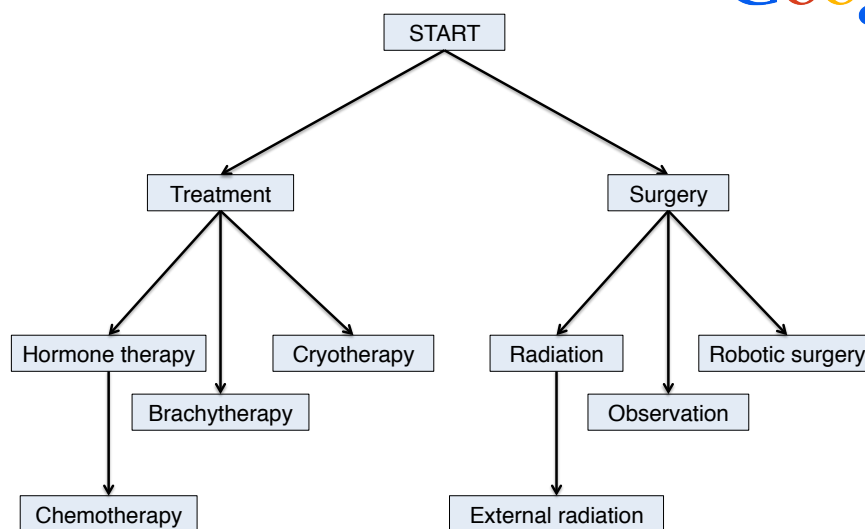 START
Treatment
Surgery
Hormone therapy
Cryotherapy
Radiation
Robotic surgery
Brachytherapy
Observation
Chemotherapy
External radiation